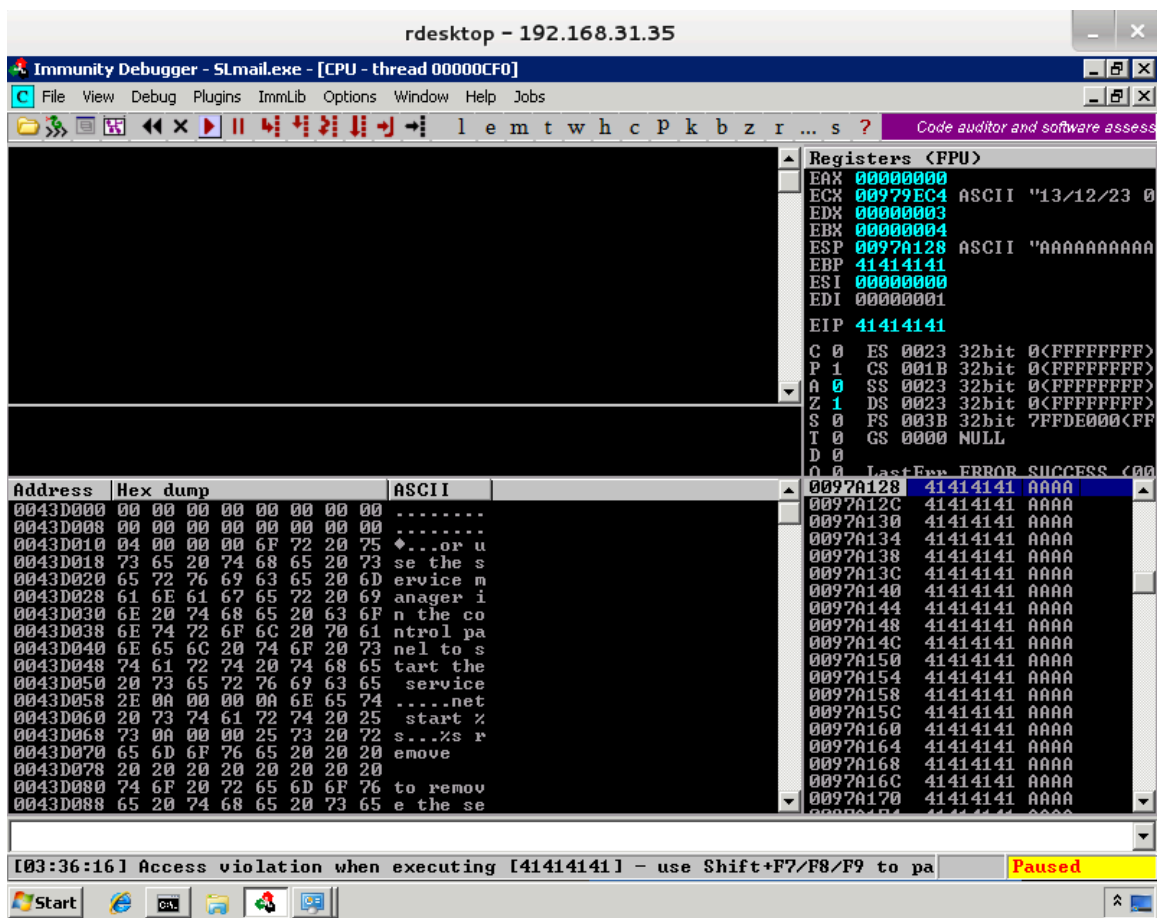 rdesktop - 192.168.31.35
Immunity Debugger - SLmail.exe - [CPU - thread 00000CF0]
C File View Debug Plugins ImmLib Options Window Help Jobs
l e m t w h c P k b z r ... s ? Code auditor and software assess
Registers (FPU)
EAX 00000000
ECX 00979EC4 ASCII "13/12/23 0
EDX 00000003
EBX 00000004
ESP 0097A128 ASCII "AAAAAAAAAA
EBP 41414141
ESI 00000000
EDI 00000001
EIP 41414141
C 0 ES 0023 32bit 0(FFFFFFFF)
P 1 CS 001B 32bit 0(FFFFFFFF)
A 0 SS 0023 32bit 0(FFFFFFFF)
Z 1 DS 0023 32bit 0(FFFFFFFF)
S 0 FS 003B 32bit 7FFDE000(FF
T 0 GS 0000 NULL
D 0
O 0 LastErr ERROR_SUCCESS (00
Address Hex dump ASCII
0043D000 00 00 00 00 00 00 00 00 ........
0043D008 00 00 00 00 00 00 00 00 ........
0043D010 04 00 00 00 6F 72 20 75 ♦...or u
0043D018 73 65 20 74 68 65 20 73 se the s
0043D020 65 72 76 69 63 65 20 6D ervice m
0043D028 61 6E 61 67 65 72 20 69 anager i
0043D030 6E 20 74 68 65 20 63 6F n the co
0043D038 6E 74 72 6F 6C 20 70 61 ntrol pa
0043D040 6E 65 6C 20 74 6F 20 73 nel to s
0043D048 74 61 72 74 20 74 68 65 tart the
0043D050 20 73 65 72 76 69 63 65 service
0043D058 2E 0A 00 00 0A 6E 65 74 .....net
0043D060 20 73 74 61 72 74 20 25 start %
0043D068 73 0A 00 00 25 73 20 72 s...%s r
0043D070 65 6D 6F 76 65 20 20 20 emove
0043D078 20 20 20 20 20 20 20 20
0043D080 74 6F 20 72 65 6D 6F 76 to remov
0043D088 65 20 74 68 65 20 73 65 e the se
0097A128 41414141 AAAA
0097A12C 41414141 AAAA
0097A130 41414141 AAAA
0097A134 41414141 AAAA
0097A138 41414141 AAAA
0097A13C 41414141 AAAA
0097A140 41414141 AAAA
0097A144 41414141 AAAA
0097A148 41414141 AAAA
0097A14C 41414141 AAAA
0097A150 41414141 AAAA
0097A154 41414141 AAAA
0097A158 41414141 AAAA
0097A15C 41414141 AAAA
0097A160 41414141 AAAA
0097A164 41414141 AAAA
0097A168 41414141 AAAA
0097A16C 41414141 AAAA
0097A170 41414141 AAAA
[03:36:16] Access violation when executing [41414141] - use Shift+F7/F8/F9 to pa
Paused
Start